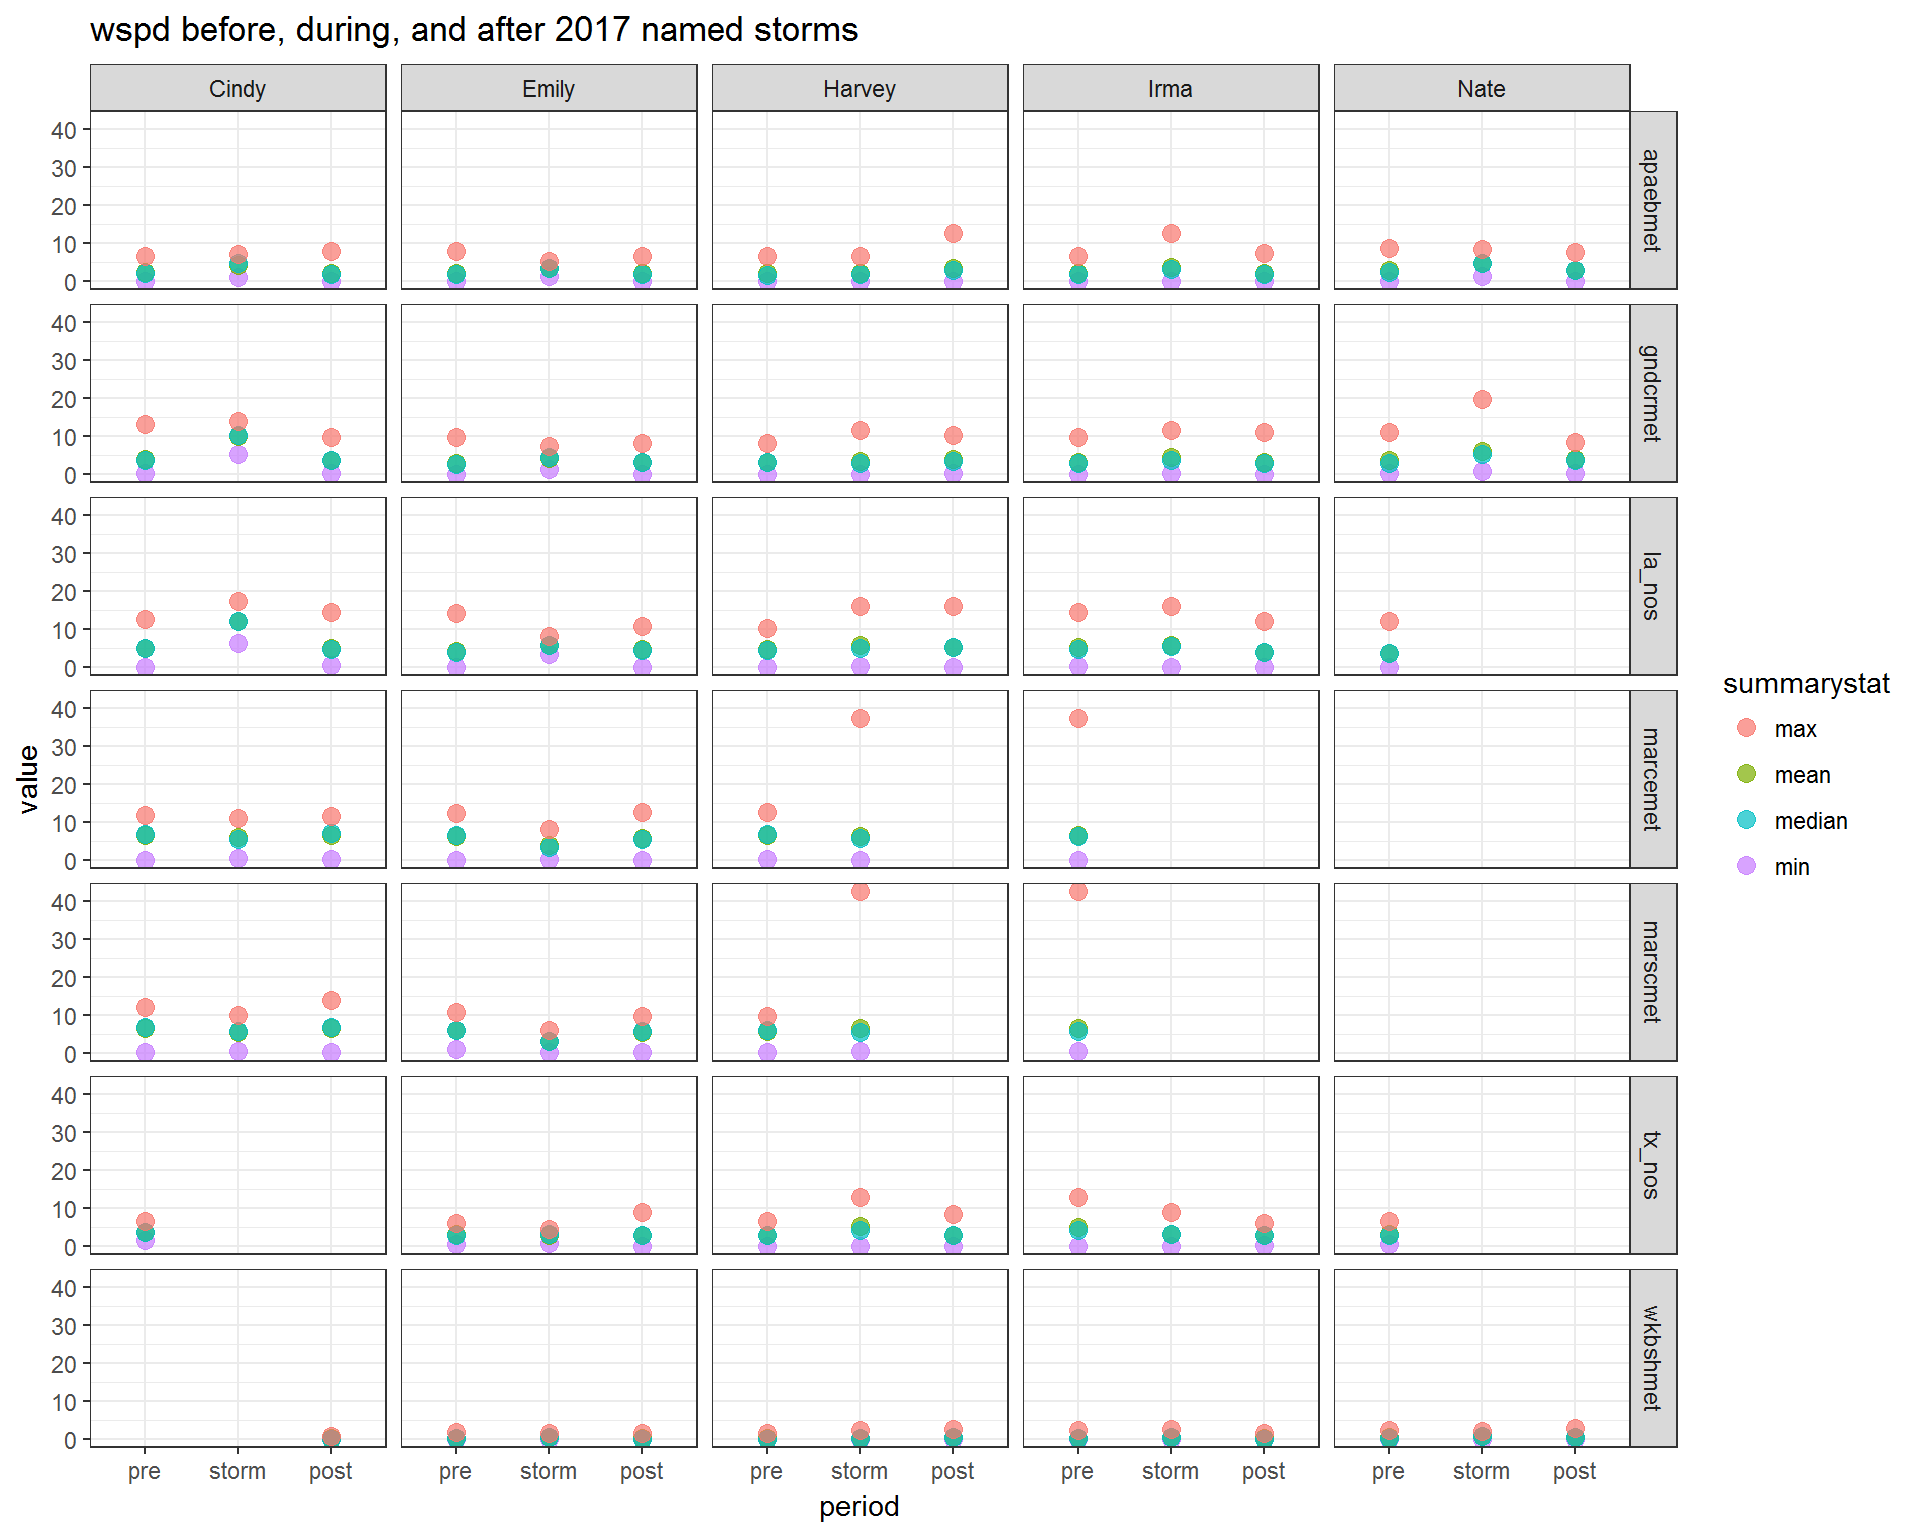 wspd before, during, and after 2017 named storms
Cindy Emily Harvey Irma Nate
40
30
20
10
0
apaebmet
40
30
20
10
0
gndcrmet
40
30
20
10
0
la_nos
40
30
20
10
0
marcemet
40
30
20
10
0
marscmet
40
30
20
10
0
tx_nos
40
30
20
10
0
wkbshmet
value
pre storm post pre storm post pre storm post pre storm post pre storm post
period
summarystat
max
mean
median
min